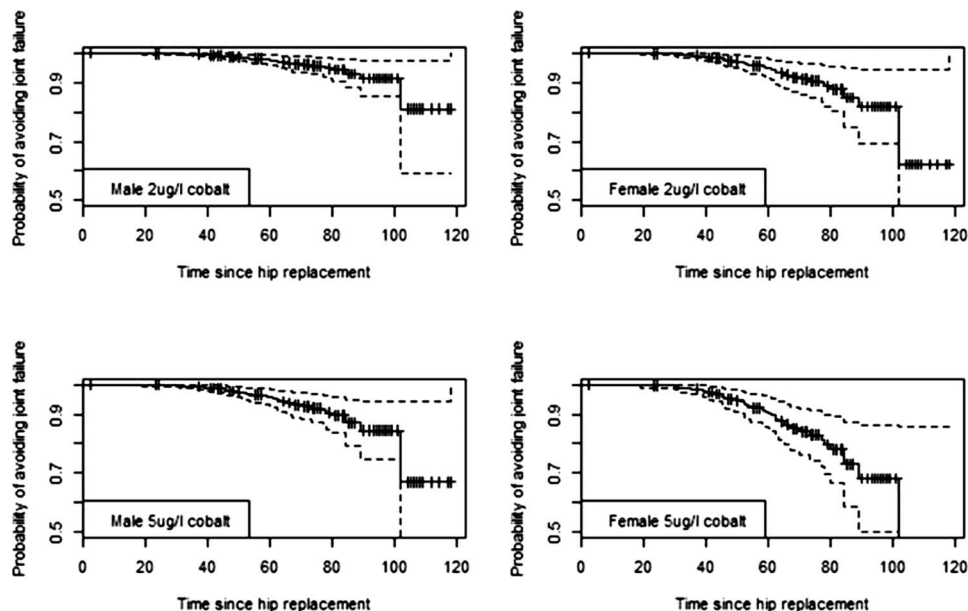 Probability of avoiding joint failure
0.5 0.7 0.9
Male 2ug/l cobalt
0 20 40 60 80 100 120
Time since hip replacement
Probability of avoiding joint failure
0.5 0.7 0.9
Female 2ug/l cobalt
0 20 40 60 80 100 120
Time since hip replacement
Probability of avoiding joint failure
0.5 0.7 0.9
Male 5ug/l cobalt
0 20 40 60 80 100 120
Time since hip replacement
Probability of avoiding joint failure
0.5 0.7 0.9
Female 5ug/l cobalt
0 20 40 60 80 100 120
Time since hip replacement